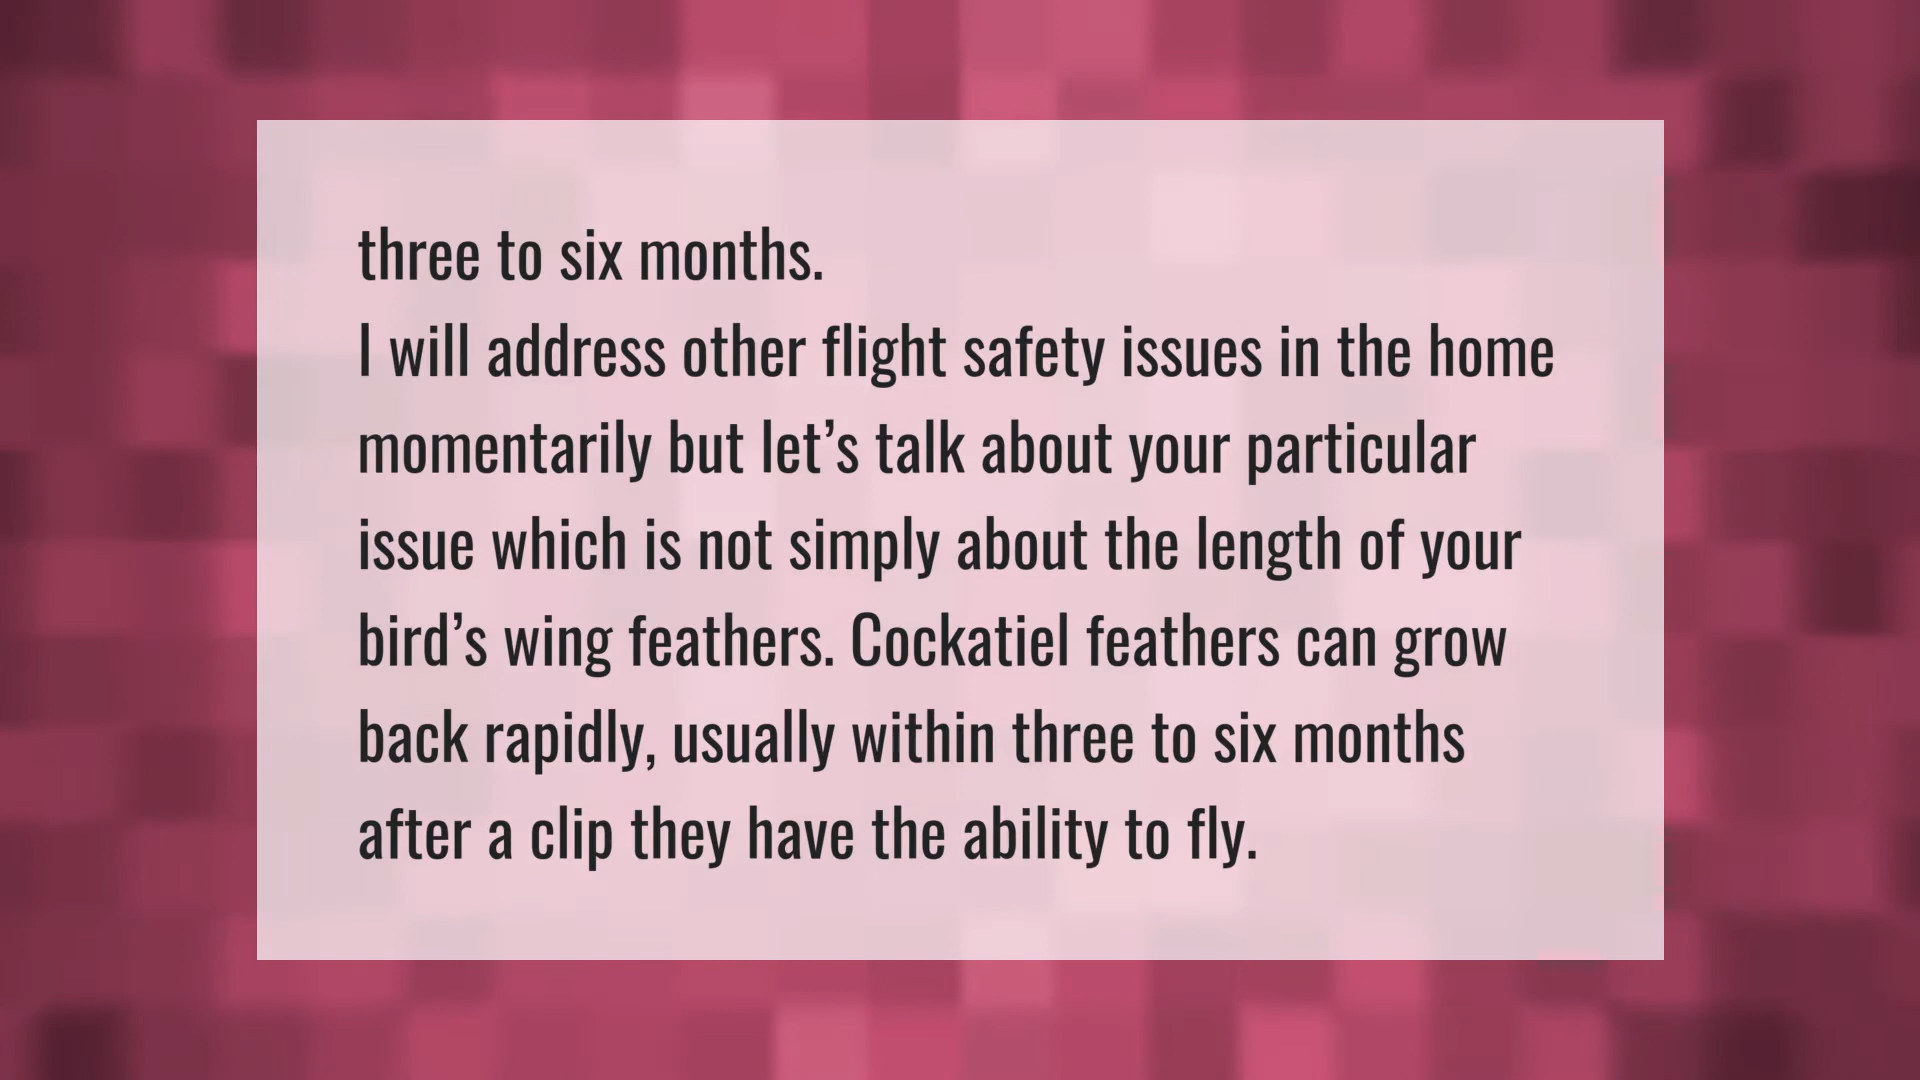 three to six months.
I will address other flight safety issues in the home
momentarily but let’s talk about your particular
issue which is not simply about the length of your
bird’s wing feathers. Cockatiel feathers can grow
back rapidly, usually within three to six months
after a clip they have the ability to fly.